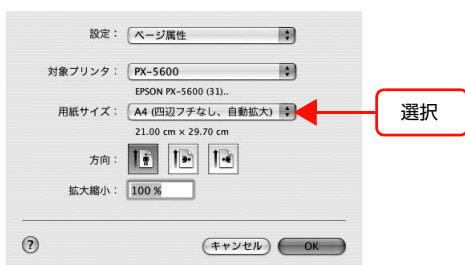 設定： ページ属性
対象プリンタ： PX-5600
EPSON PX-5600 (31)..
用紙サイズ： A4 (四辺フチなし、自動拡大)
選択
21.00 cm × 29.70 cm
方向：
拡大縮小： 100 %
? キャンセル OK